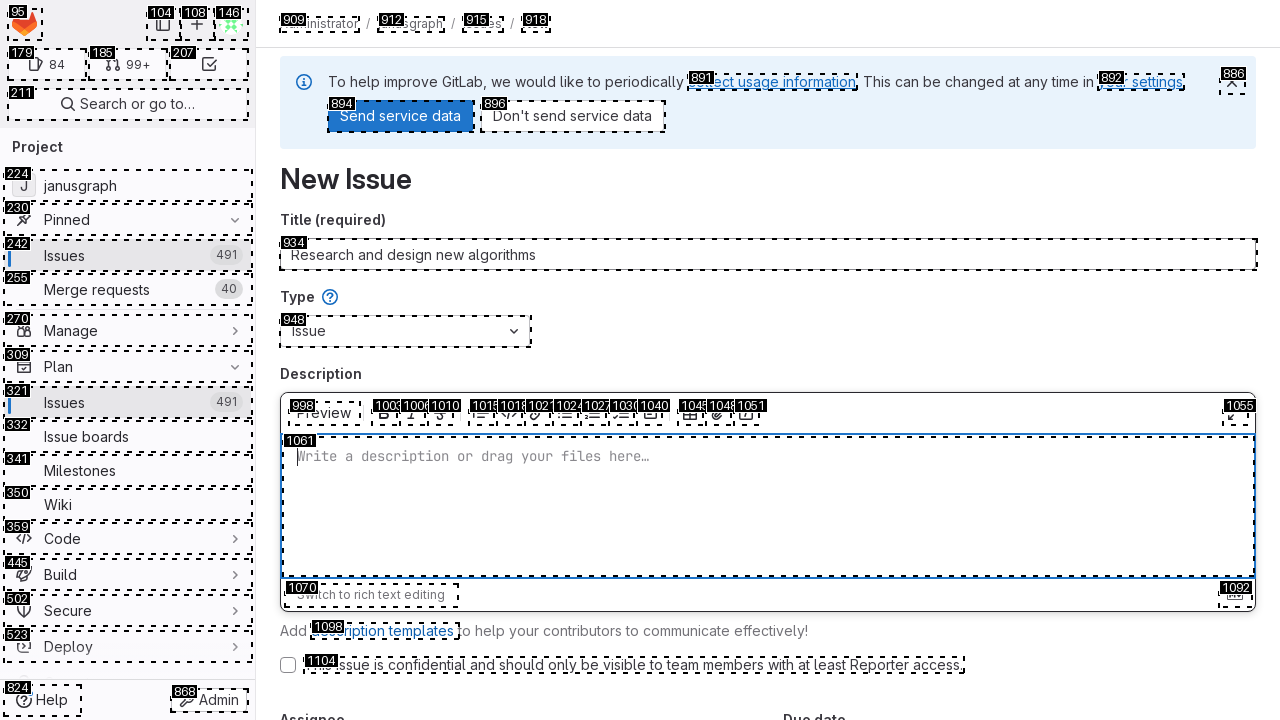 95
104
108
146
179
84
185
99+
207
211
Search or go to…
Project
224
J
janusgraph
230
Pinned
242
Issues
491
255
Merge requests
40
270
Manage
309
Plan
321
Issues
491
332
Issue boards
341
Milestones
350
Wiki
359
Code
445
Build
502
Secure
523
Deploy
824
Help
868
Admin
909
/
912
/
915
/
918
To help improve GitLab, we would like to periodically
891
usage information. This can be changed at any time in
892
settings.
886
894
Send service data
896
Don't send service data
New Issue
Title (required)
934
Research and design new algorithms
Type
948
Issue
Description
998
Preview
1003
1006
1010
1015
1018
1021
1024
1027
1030
1040
1045
1048
1051
1055
1061
Write a description or drag your files here…
1070
Switch to rich text editing
1092
Add
1098
description templates to help your contributors to communicate effectively!
1104
This issue is confidential and should only be visible to team members with at least Reporter access.
Assignee
Due date